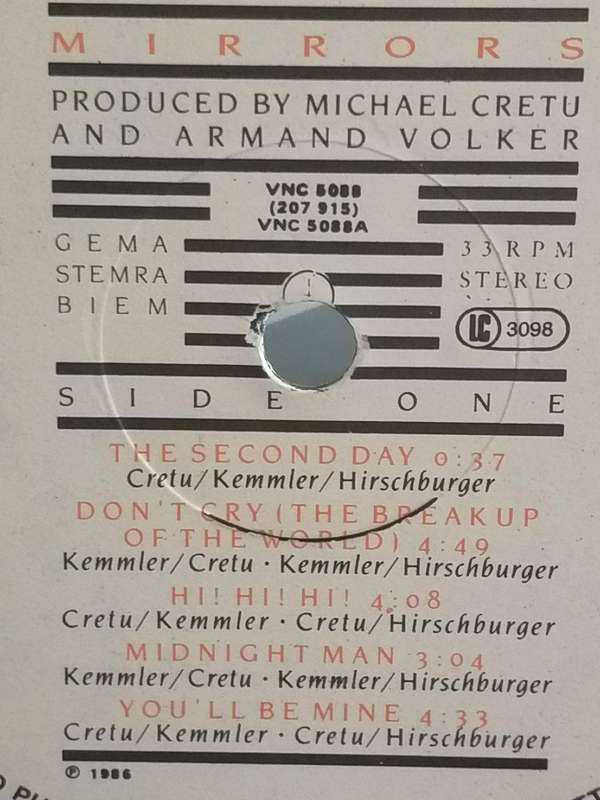 MIRRORS
PRODUCED BY MICHAEL CRETU
AND ARMAND VOLKER
VNC 5088
(207 915)
VNC 5088A
GEMA
STEMRA
BIEM
33 RPM
STEREO
LC 3098
SIDE ONE
THE SECOND DAY 0:37
Cretu/Kemmler/Hirschburger
DON'T CRY (THE BREAKUP
OF THE WORLD) 4:49
Kemmler/Cretu · Kemmler/Hirschburger
HI! HI! HI! 4:08
Cretu/Kemmler · Cretu/Hirschburger
MIDNIGHT MAN 3:04
Kemmler/Cretu · Kemmler/Hirschburger
YOU'LL BE MINE 4:33
Cretu/Kemmler · Cretu/Hirschburger
℗ 1986